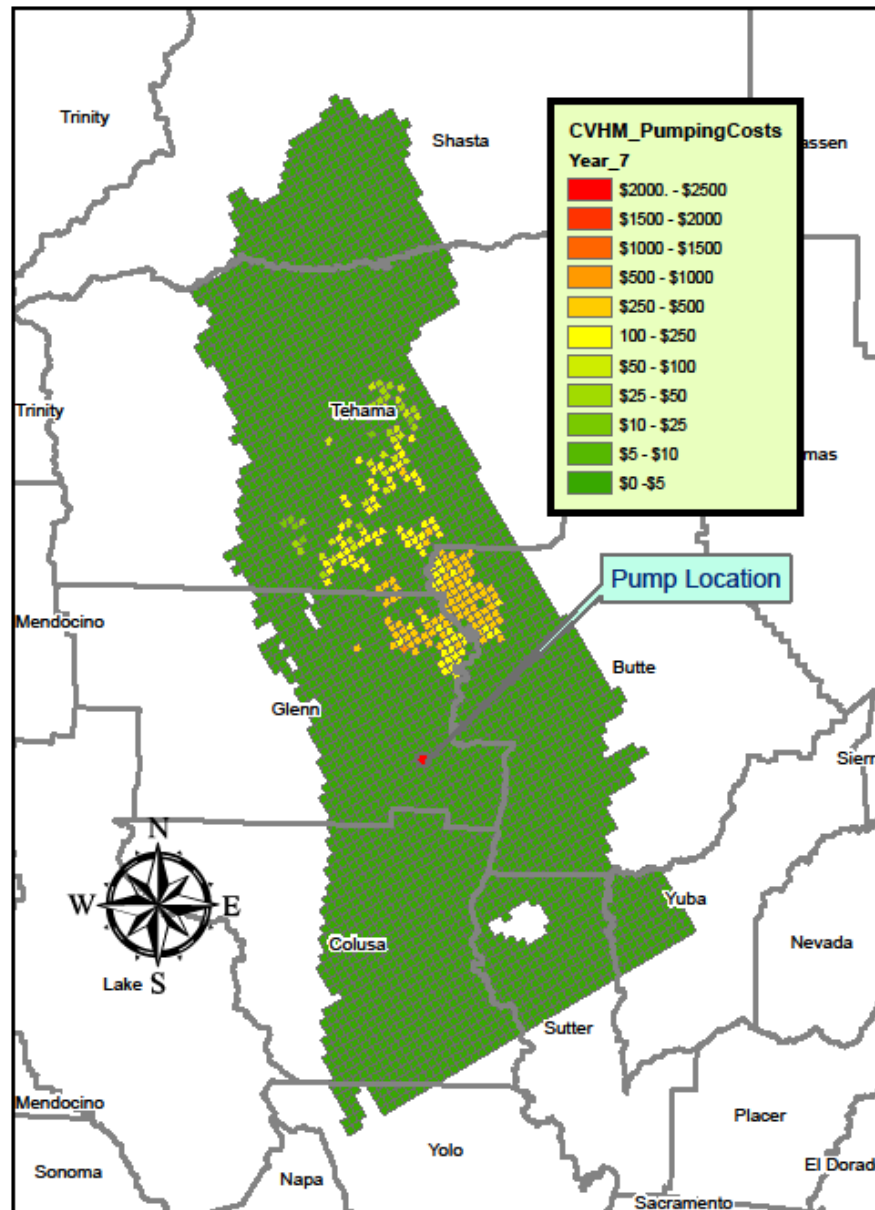 Trinity
Shasta
CVHM_PumpingCosts
Year_7
$2000. - $2500
$1500 - $2000
$1000 - $1500
$500 - $1000
$250 - $500
100 - $250
$50 - $100
$25 - $50
$10 - $25
$5 - $10
$0 -$5
assen
Trinity
Tehama
mas
Pump Location
Mendocino
Butte
Glenn
Sierr
N
W E
S
Yuba
Nevada
Colusa
Lake
Sutter
Mendocino
Placer
Yolo
El Dorad
Sonoma
Napa
Sacramento